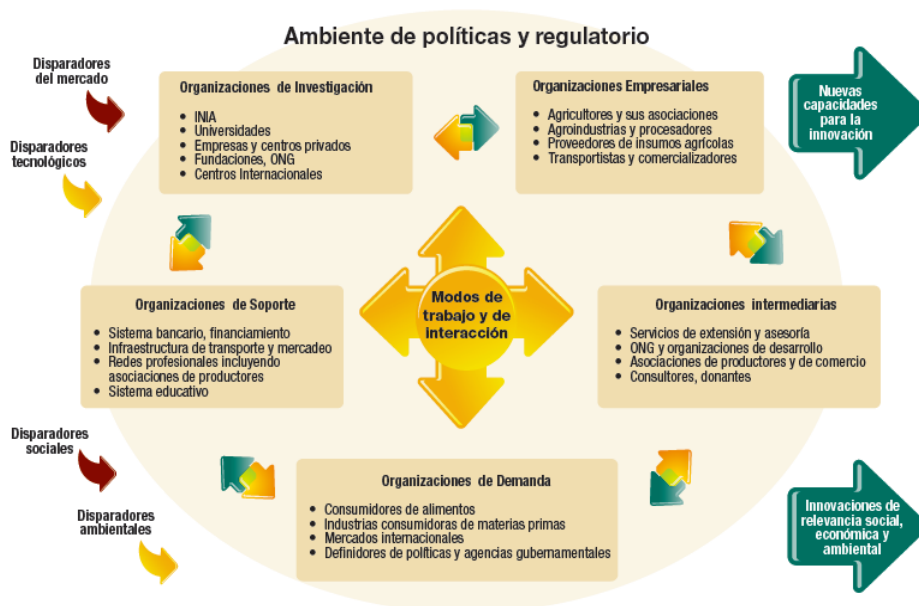 Ambiente de políticas y regulatorio
Disparadores
del mercado
Disparadores
tecnológicos
Organizaciones de Investigación
• INIA
• Universidades
• Empresas y centros privados
• Fundaciones, ONG
• Centros Internacionales
Organizaciones Empresariales
• Agricultores y sus asociaciones
• Agroindustrias y procesadores
• Proveedores de insumos agrícolas
• Transportistas y comercializadores
Nuevas
capacidades
para la
innovación
Organizaciones de Soporte
• Sistema bancario, financiamiento
• Infraestructura de transporte y mercadeo
• Redes profesionales incluyendo
asociaciones de productores
• Sistema educativo
Modos de
trabajo y de
interacción
Organizaciones intermediarias
• Servicios de extensión y asesoría
• ONG y organizaciones de desarrollo
• Asociaciones de productores y de comercio
• Consultores, donantes
Disparadores
sociales
Disparadores
ambientales
Organizaciones de Demanda
• Consumidores de alimentos
• Industrias consumidoras de materias primas
• Mercados internacionales
• Definidores de políticas y agencias gubernamentales
Innovaciones de
relevancia social,
económica y
ambiental